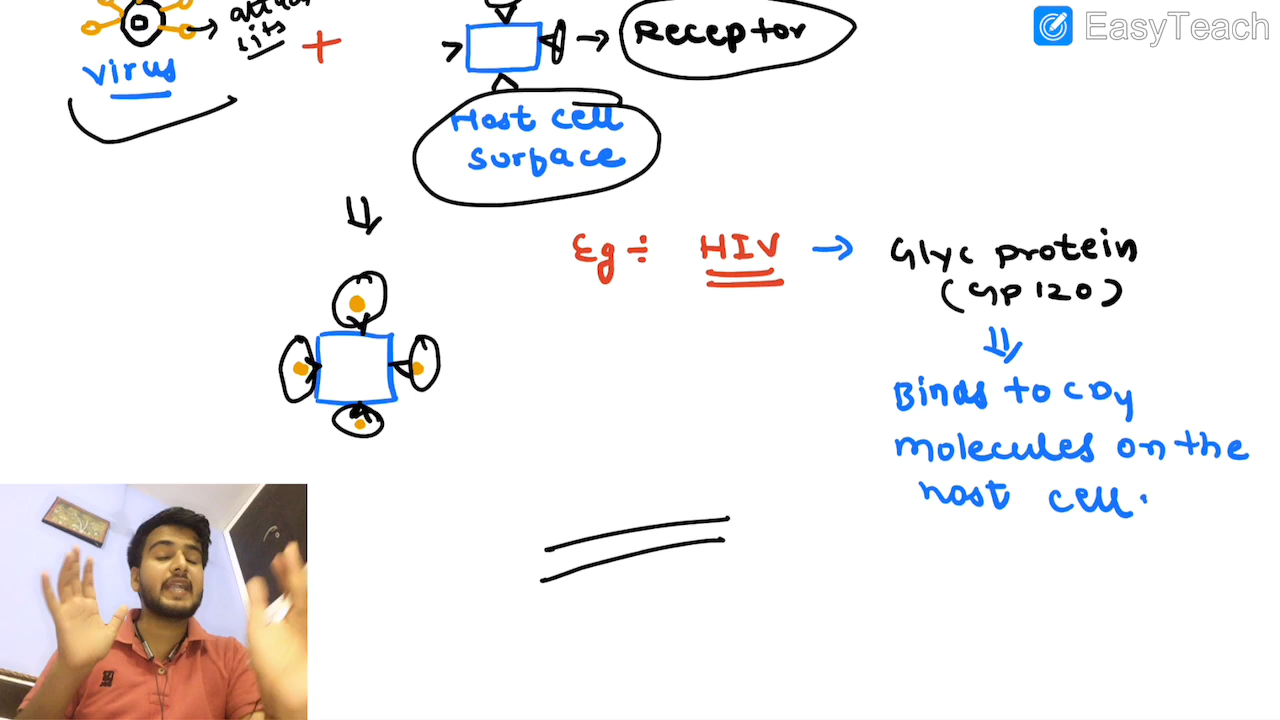 EasyTeach
Receptor
virus
+
Host cell
surface
Eg ÷ HIV → Glyc protein
(GP 120)
Binds to CD4
molecules on the
host cell.